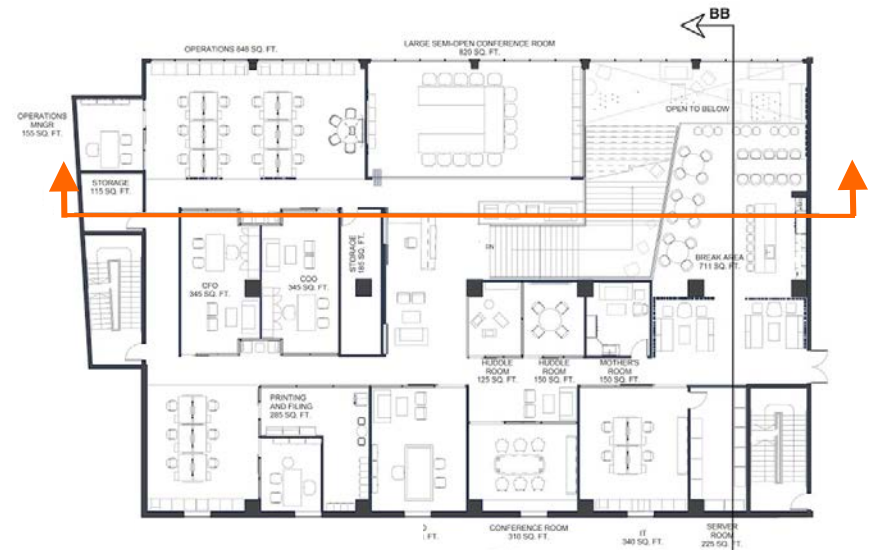 BB
OPERATIONS 648 SQ. FT.
LARGE SEMI-OPEN CONFERENCE ROOM
820 SQ. FT.
OPERATIONS
MNGR
155 SQ. FT.
OPEN TO BELOW
STORAGE
115 SQ. FT.
STORAGE
165 SQ. FT.
DN
BREAK AREA
711 SQ. FT.
CFO
345 SQ. FT.
COO
345 SQ. FT.
HUDDLE
ROOM
125 SQ. FT.
HUDDLE
ROOM
150 SQ. FT.
MOTHER'S
ROOM
150 SQ. FT.
PRINTING
AND FILING
285 SQ. FT.
FT.
CONFERENCE ROOM
310 SQ. FT.
IT
340 SQ. FT.
SERVER
ROOM
225 SQ. FT.